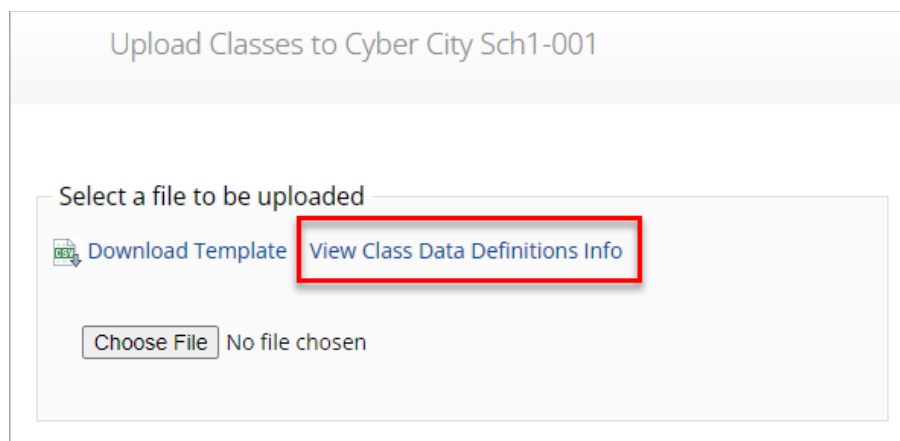 Upload Classes to Cyber City Sch1-001
Select a file to be uploaded
CSV Download Template View Class Data Definitions Info
Choose File No file chosen